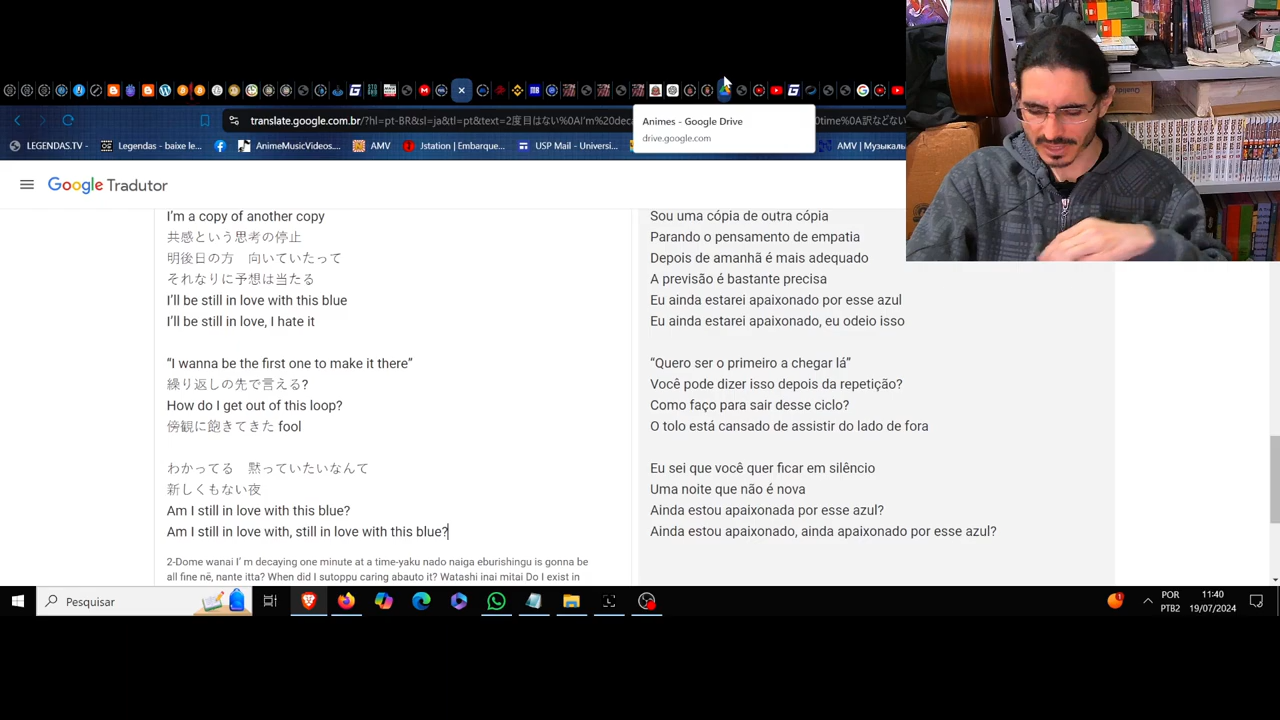 Animes - Google Drive
drive.google.com
translate.google.com.br/?hl=pt-BR&sl=ja&tl=pt&text=2度目はない%0AI'm
LEGENDAS.TV -
Legendas - baixe le...
AnimeMusicVideos...
AMV
Jstation | Embarque...
USP Mail - Universi...
Google Tradutor
I'm a copy of another copy
共感という思考の停止
明後日の方　向いていたって
それなりに予想は当たる
I'll be still in love with this blue
I'll be still in love, I hate it
“I wanna be the first one to make it there”
繰り返しの先で言える?
How do I get out of this loop?
傍観に飽きてきた fool
わかってる　黙っていたいなんて
新しくもない夜
Am I still in love with this blue?
Am I still in love with, still in love with this blue?
2-Dome wanai I' m decaying one minute at a time-yaku nado naiga eburishingu is gonna be
all fine në, nante itta? When did I sutoppu caring abauto it? Watashi inai mitai Do I exist in
Sou uma cópia de outra cópia
Parando o pensamento de empatia
Depois de amanhã é mais adequado
A previsão é bastante precisa
Eu ainda estarei apaixonado por esse azul
Eu ainda estarei apaixonado, eu odeio isso
“Quero ser o primeiro a chegar lá”
Você pode dizer isso depois da repetição?
Como faço para sair desse ciclo?
O tolo está cansado de assistir do lado de fora
Eu sei que você quer ficar em silêncio
Uma noite que não é nova
Ainda estou apaixonada por esse azul?
Ainda estou apaixonado, ainda apaixonado por esse azul?
Pesquisar
POR
PTB2
11:40
19/07/2024